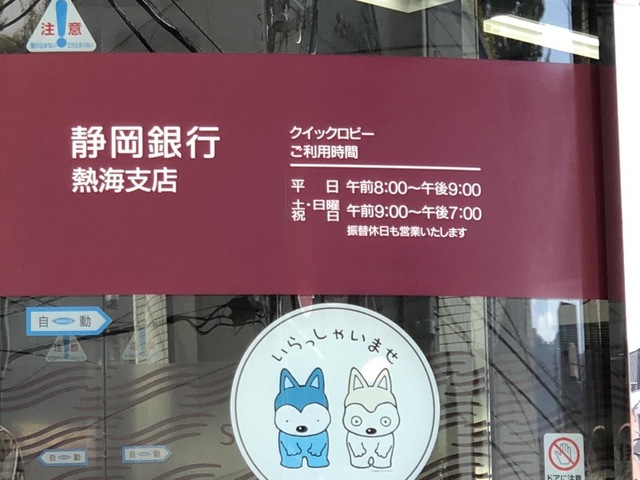 注意
静岡銀行
熱海支店
クイックロビー
ご利用時間
平　日 午前8:00～午後9:00
土・日曜
祝　日 午前9:00～午後7:00
振替休日も営業いたします
自動
注意
いらっしゃいませ
自動
自動
ドアに注意